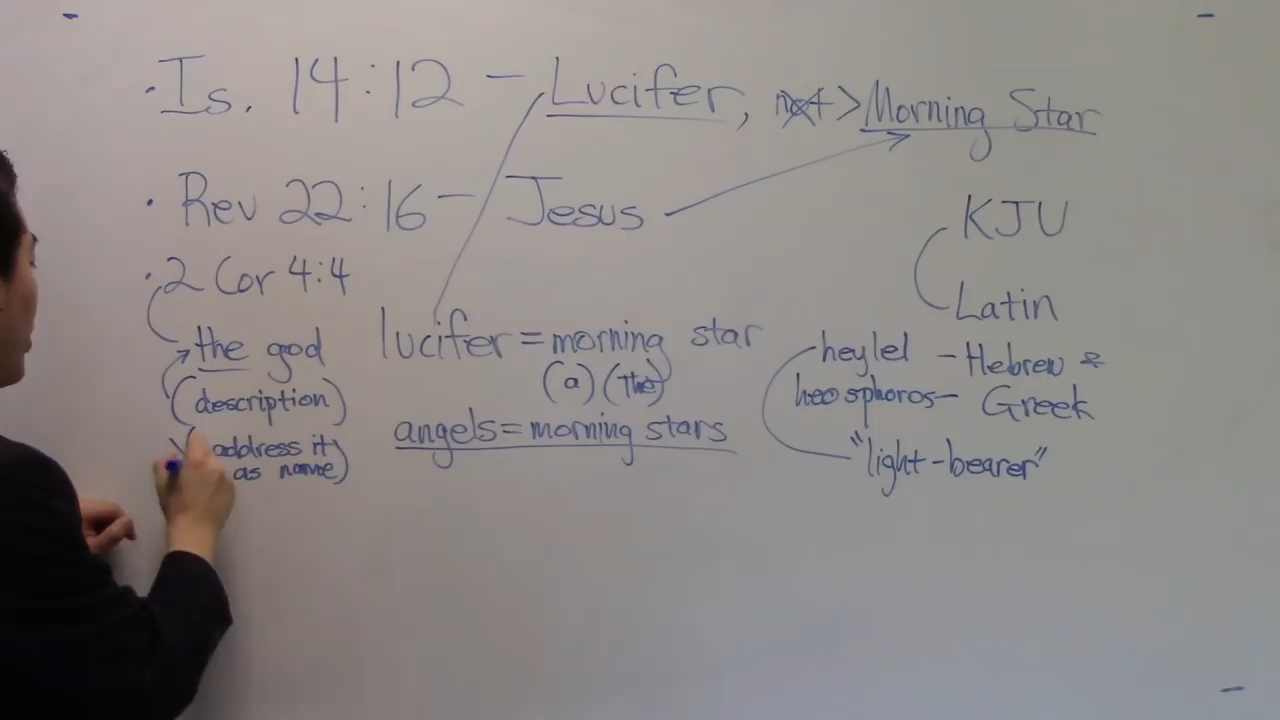 · Is. 14:12 - Lucifer, not > Morning Star
· Rev 22:16 - Jesus
· 2 Cor 4:4
the god
(description)
address it
as name)
lucifer = morning star
(a) (the)
angels = morning stars
KJV
Latin
heylel - Hebrew &
heosphoros - Greek
"light-bearer"